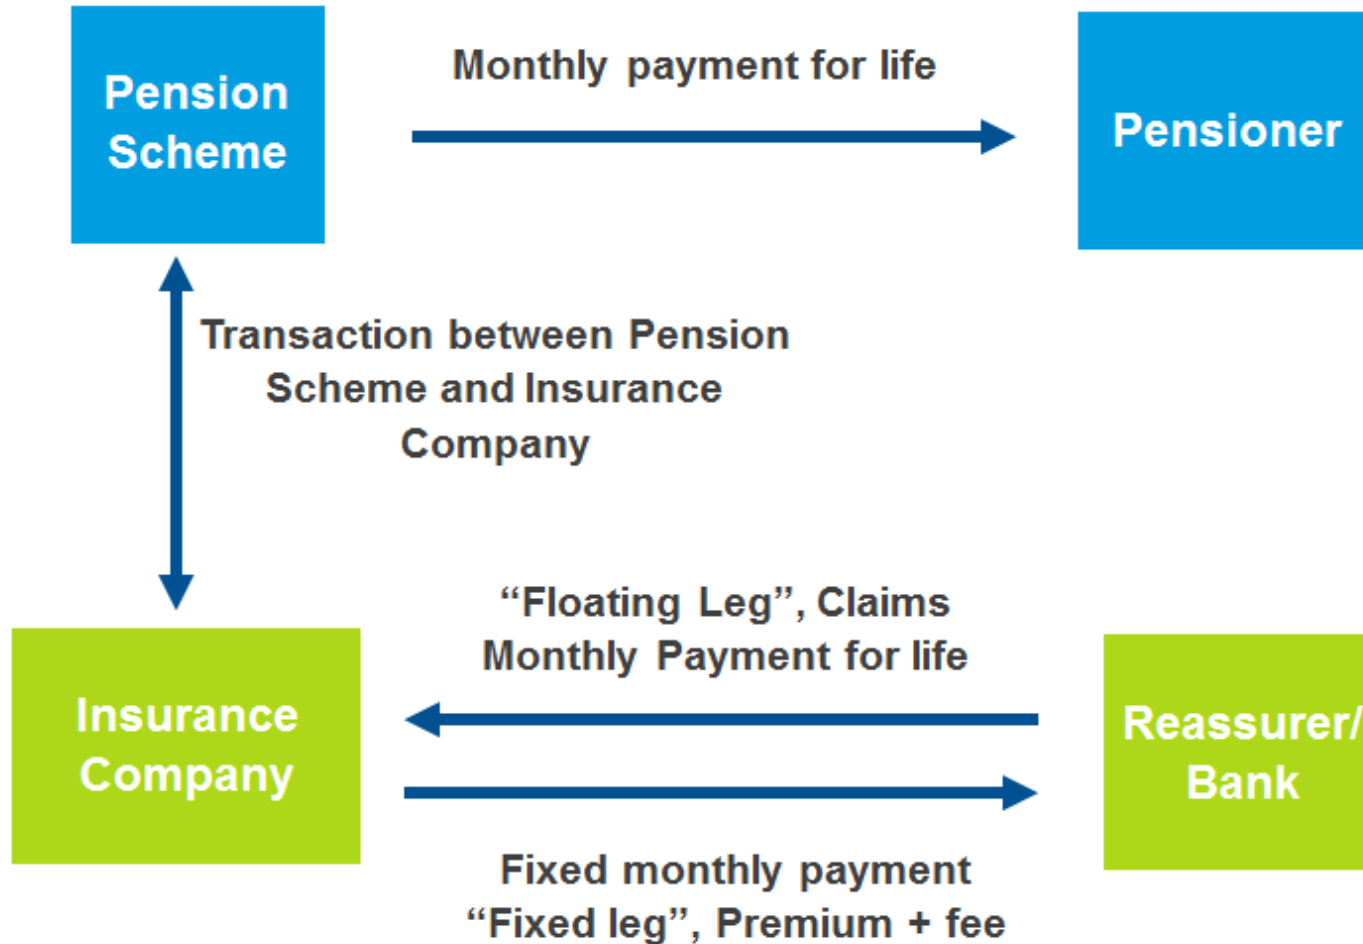 Pension
Scheme
Monthly payment for life
Pensioner
Transaction between Pension
Scheme and Insurance
Company
“Floating Leg”, Claims
Monthly Payment for life
Insurance
Company
Reassurer/
Bank
Fixed monthly payment
“Fixed leg”, Premium + fee